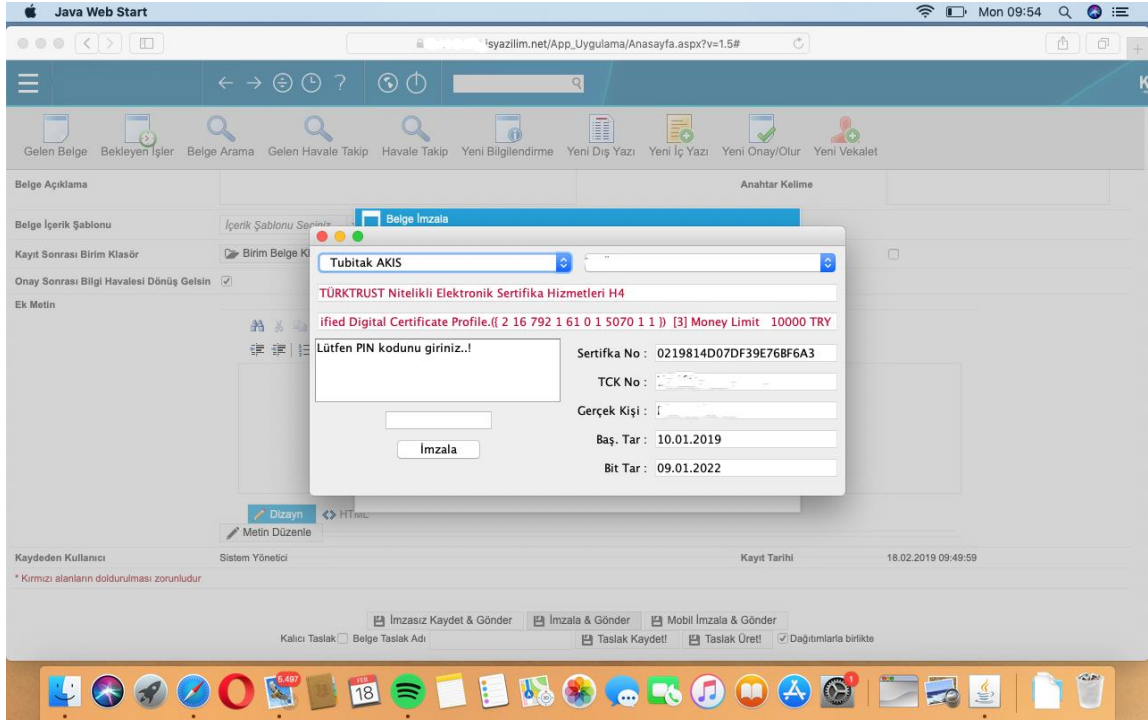 Java Web Start
Mon 09:54
isyazilim.net/App_Uygulama/Anasayfa.aspx?v=1.5#
Gelen Belge Bekleyen İşler Belge Arama Gelen Havale Takip Havale Takip Yeni Bilgilendirme Yeni Dış Yazı Yeni İç Yazı Yeni Onay/Olur Yeni Vekalet
Belge Açıklama
Anahtar Kelime
Belge İmzala
Belge İçerik Şablonu
İçerik Şablonu Seçiniz
Kayıt Sonrası Birim Klasör
Birim Belge
Onay Sonrası Bilgi Havalesi Dönüş Gelsin
Ek Metin
Tubitak AKIS
TÜRKTRUST Nitelikli Elektronik Sertifika Hizmetleri H4
ified Digital Certificate Profile.({ 2 16 792 1 61 0 1 5070 1 1 }) [3] Money Limit 10000 TRY
Lütfen PIN kodunu giriniz..!
Sertifka No : 0219814D07DF39E76BF6A3
TCK No :
Gerçek Kişi :
Baş. Tar : 10.01.2019
İmzala
Bit Tar : 09.01.2022
Dizayn <> HTML
Metin Düzenle
Kaydeden Kullanıcı Sistem Yönetici Kayıt Tarihi 18.02.2019 09:49:59
* Kırmızı alanların doldurulması zorunludur
İmzasız Kaydet & Gönder İmzala & Gönder Mobil İmzala & Gönder
Kalıcı Taslak Belge Taslak Adı Taslak Kaydet! Taslak Üret! Dağıtımlarla birlikte
6.497
FEB
18
1